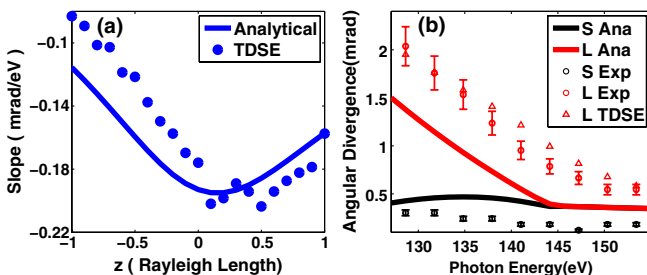 (a)
Analytical
TDSE
Slope ( mrad/eV )
−0.1
−0.14
−0.18
−0.22
−1
−0.5
0
0.5
1
z ( Rayleigh Length)
(b)
S Ana
L Ana
S Exp
L Exp
L TDSE
Angular Divergence(mrad)
2
1.5
1
0.5
130
135
140
145
150
Photon Energy(eV)